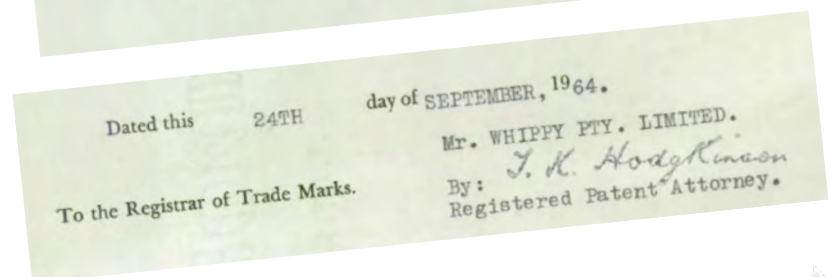 Dated this 24TH day of SEPTEMBER, 1964.
Mr. WHIPPY PTY. LIMITED.
By: T. K. Hodgkinson
To the Registrar of Trade Marks.
Registered Patent Attorney.